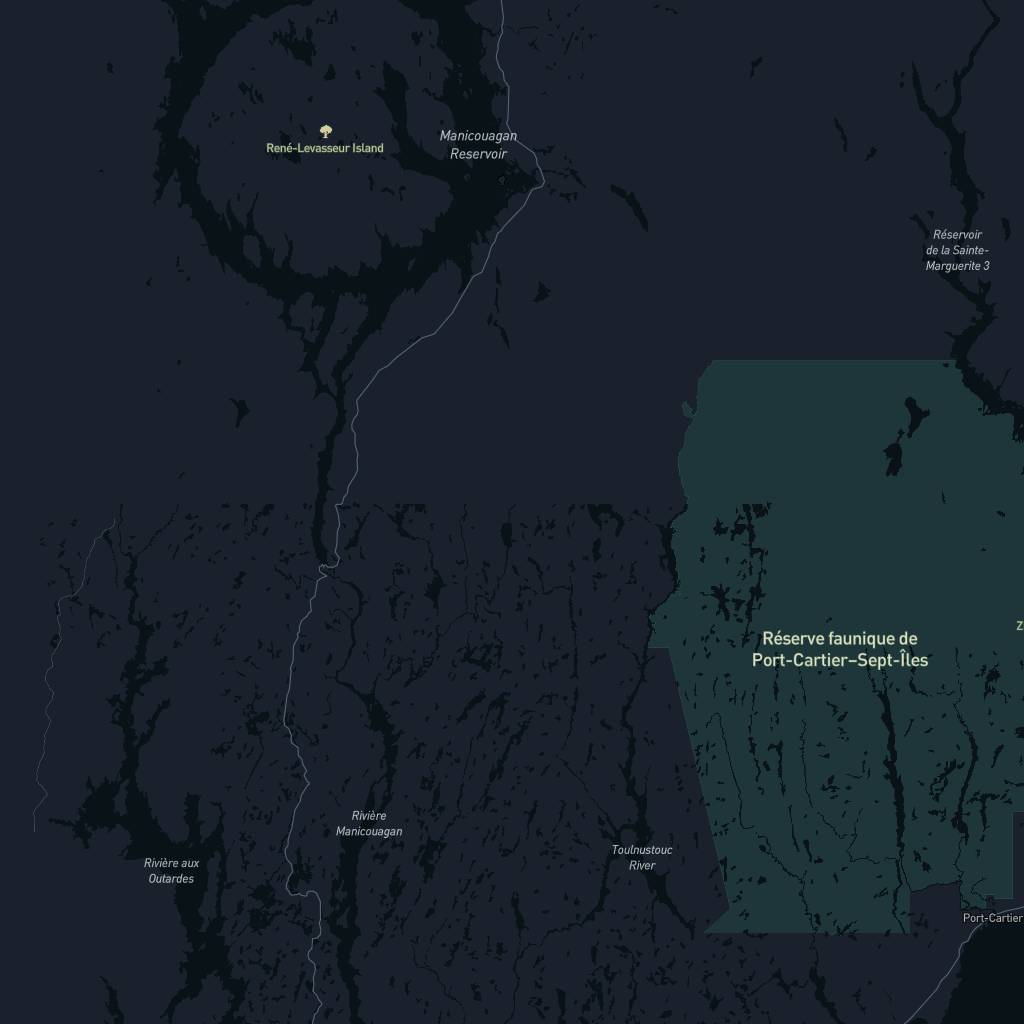 Manicouagan
Reservoir
René-Levasseur Island
Réservoir
de la Sainte-
Marguerite 3
Réserve faunique de
Port-Cartier–Sept-Îles
Rivière
Manicouagan
Toulnustouc
River
Rivière aux
Outardes
Port-Cartier